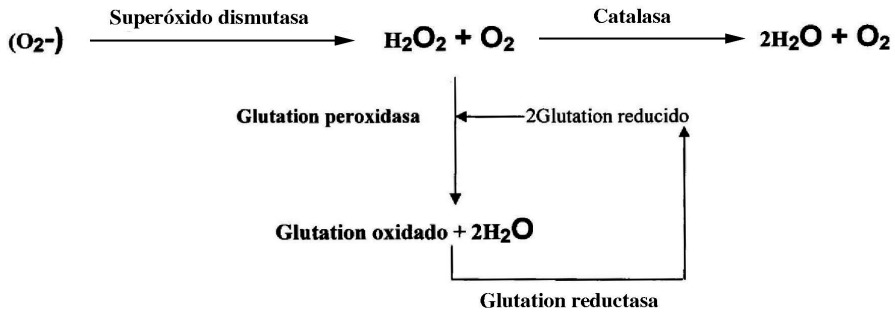 Superóxido dismutasa Catalasa
(O2-) H2O2 + O2 2H2O + O2
Glutation peroxidasa 2Glutation reducido
Glutation oxidado + 2H2O
Glutation reductasa